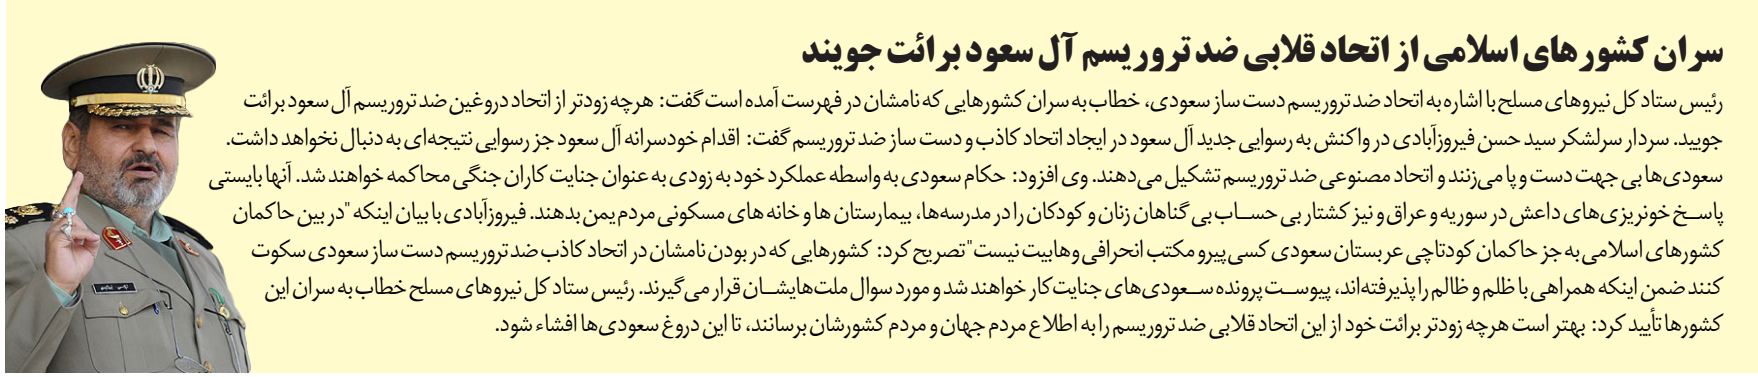 سران کشورهای اسلامی از اتحاد قلابی ضد تروریسم آل سعود برائت جویند
رئیس ستاد کل نیروهای مسلح با اشاره به اتحاد ضد تروریسم دست ساز سعودی، خطاب به سران کشورهایی که نامشان در فهرست آمده است گفت: هرچه زودتر از اتحاد دروغین ضد تروریسم آل سعود برائت
جویید. سردار سرلشکر سید حسن فیروزآبادی در واکنش به رسوایی جدید آل سعود در ایجاد اتحاد کاذب و دست ساز ضد تروریسم گفت: اقدام خودسرانه آل سعود جز رسوایی نتیجه‌ای به دنبال نخواهد داشت.
سعودی‌ها بی جهت دست و پا می‌زنند و اتحاد مصنوعی ضد تروریسم تشکیل می‌دهند. وی افزود: حکام سعودی به واسطه عملکرد خود به زودی به عنوان جنایت کاران جنگی محاکمه خواهند شد. آنها بایستی
پاسخ خونریزی‌های داعش در سوریه و عراق و نیز کشتار بی حساب بی گناهان زنان و کودکان را در مدرسه‌ها، بیمارستان ها و خانه های مسکونی مردم یمن بدهند. فیروزآبادی با بیان اینکه "در بین حاکمان
کشورهای اسلامی به جز حاکمان کودتاچی عربستان سعودی کسی پیرو مکتب انحرافی وهابیت نیست" تصریح کرد: کشورهایی که در بودن نامشان در اتحاد کاذب ضد تروریسم دست ساز سعودی سکوت
کنند ضمن اینکه همراهی با ظلم و ظالم را پذیرفته‌اند، پیوست پرونده سعودی‌های جنایت‌کار خواهند شد و مورد سوال ملت‌هایشان قرار می‌گیرند. رئیس ستاد کل نیروهای مسلح خطاب به سران این
کشورها تأیید کرد: بهتر است هرچه زودتر برائت خود از این اتحاد قلابی ضد تروریسم را به اطلاع مردم جهان و مردم کشورشان برسانند، تا این دروغ سعودی‌ها افشاء شود.